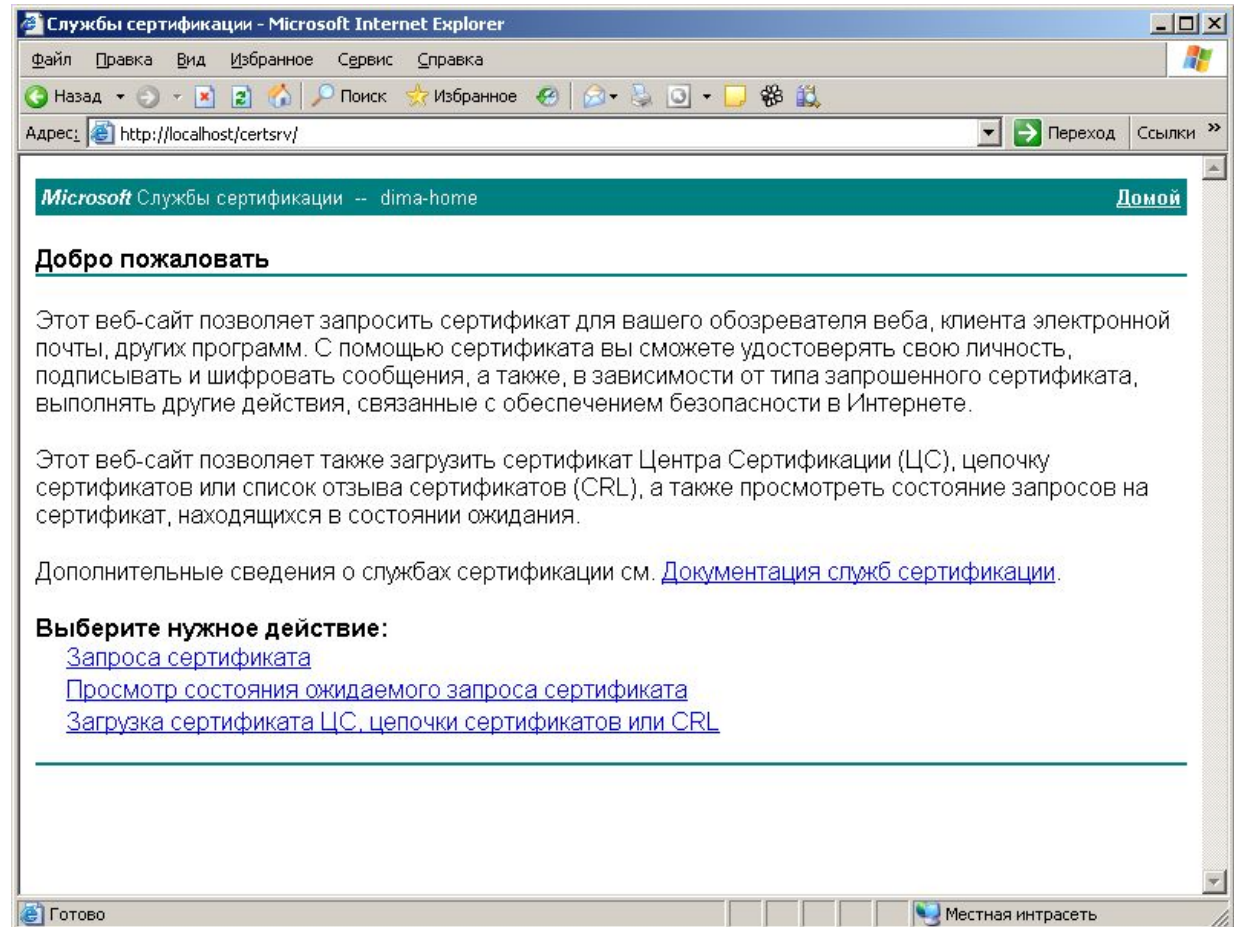 Службы сертификации - Microsoft Internet Explorer
Файл Правка Вид Избранное Сервис Справка
Назад Поиск Избранное
Адрес: http://localhost/certsrv/ Переход Ссылки »
Microsoft Службы сертификации -- dima-home Домой
Добро пожаловать
Этот веб-сайт позволяет запросить сертификат для вашего обозревателя веба, клиента электронной
почты, других программ. С помощью сертификата вы сможете удостоверять свою личность,
подписывать и шифровать сообщения, а также, в зависимости от типа запрошенного сертификата,
выполнять другие действия, связанные с обеспечением безопасности в Интернете.
Этот веб-сайт позволяет также загрузить сертификат Центра Сертификации (ЦС), цепочку
сертификатов или список отзыва сертификатов (CRL), а также просмотреть состояние запросов на
сертификат, находящихся в состоянии ожидания.
Дополнительные сведения о службах сертификации см. Документация служб сертификации.
Выберите нужное действие:
Запроса сертификата
Просмотр состояния ожидаемого запроса сертификата
Загрузка сертификата ЦС, цепочки сертификатов или CRL
Готово Местная интрасеть